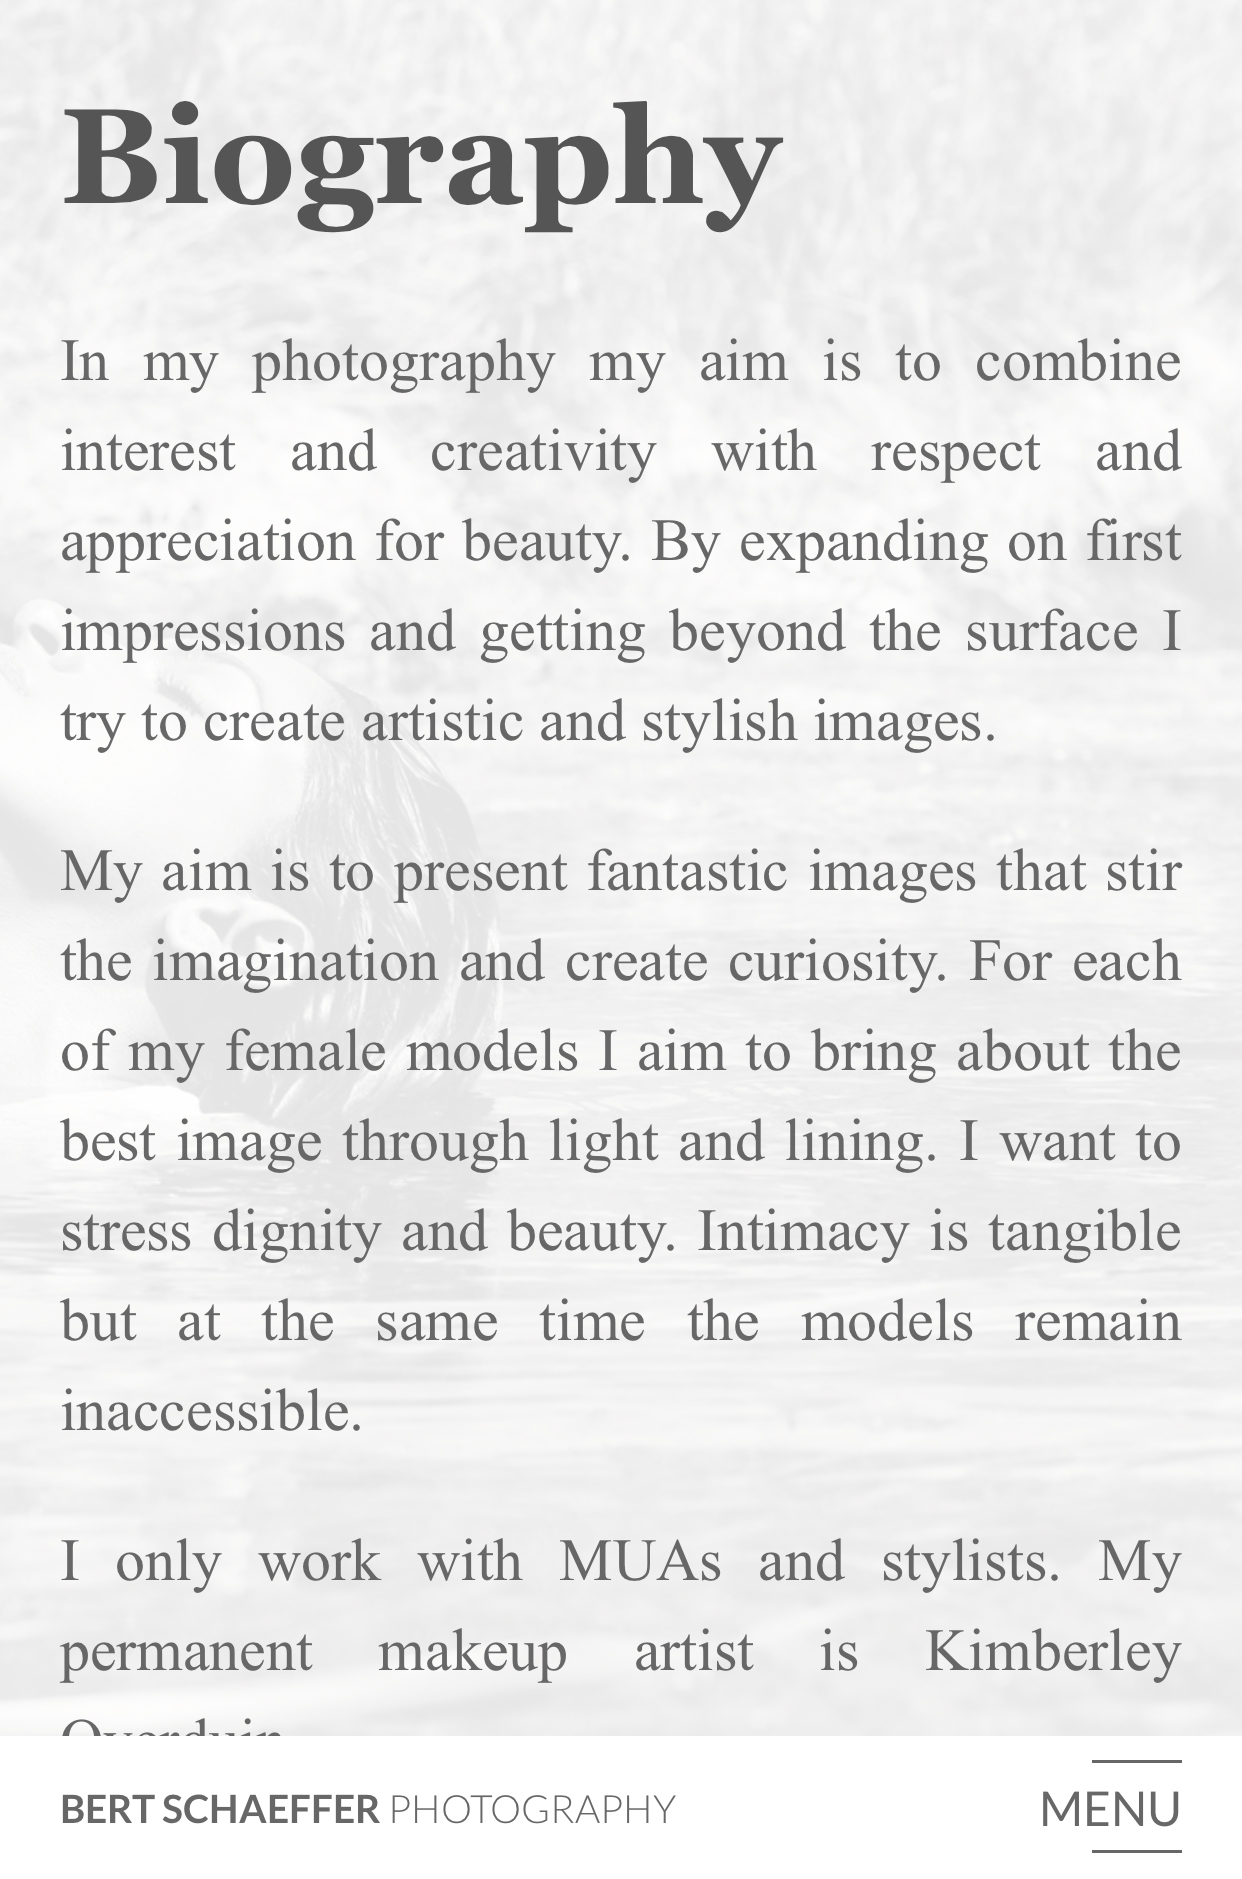 Biography
In my photography my aim is to combine
interest and creativity with respect and
appreciation for beauty. By expanding on first
impressions and getting beyond the surface I
try to create artistic and stylish images.
My aim is to present fantastic images that stir
the imagination and create curiosity. For each
of my female models I aim to bring about the
best image through light and lining. I want to
stress dignity and beauty. Intimacy is tangible
but at the same time the models remain
inaccessible.
I only work with MUAs and stylists. My
permanent makeup artist is Kimberley
BERT SCHAEFFER PHOTOGRAPHY
MENU